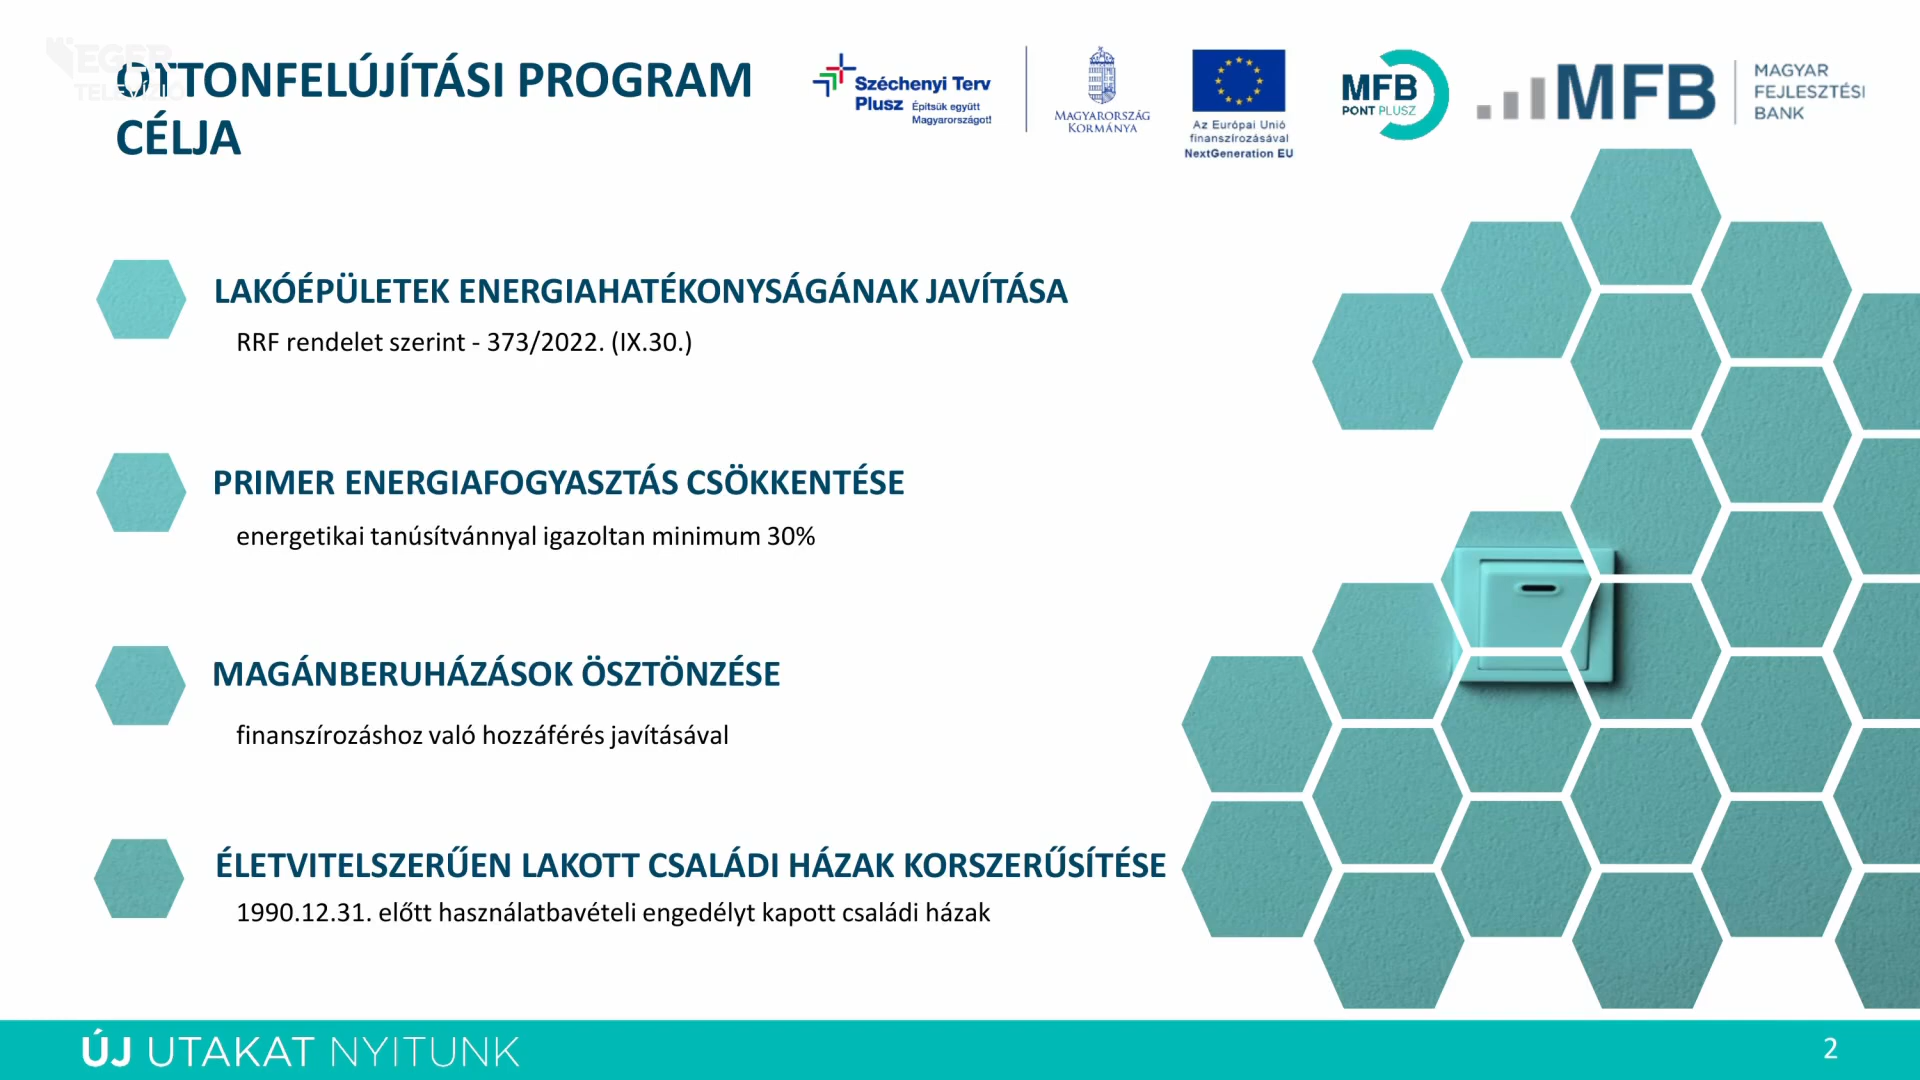 EGER
TELEVÍZIÓ
OTTONFELÚJÍTÁSI PROGRAM
CÉLJA
Széchenyi Terv
Plusz Építsük együtt
Magyarországot!
MAGYARORSZÁG
KORMÁNYA
Az Európai Unió
finanszírozásával
NextGeneration EU
MFB
PONT PLUSZ
MFB
MAGYAR
FEJLESZTÉSI
BANK
LAKÓÉPÜLETEK ENERGIAHATÉKONYSÁGÁNAK JAVÍTÁSA
RRF rendelet szerint - 373/2022. (IX.30.)
PRIMER ENERGIAFOGYASZTÁS CSÖKKENTÉSE
energetikai tanúsítvánnyal igazoltan minimum 30%
MAGÁNBERUHÁZÁSOK ÖSZTÖNZÉSE
finanszírozáshoz való hozzáférés javításával
ÉLETVITELSZERŰEN LAKOTT CSALÁDI HÁZAK KORSZERŰSÍTÉSE
1990.12.31. előtt használatbavételi engedélyt kapott családi házak
ÚJ UTAKAT NYITUNK
2